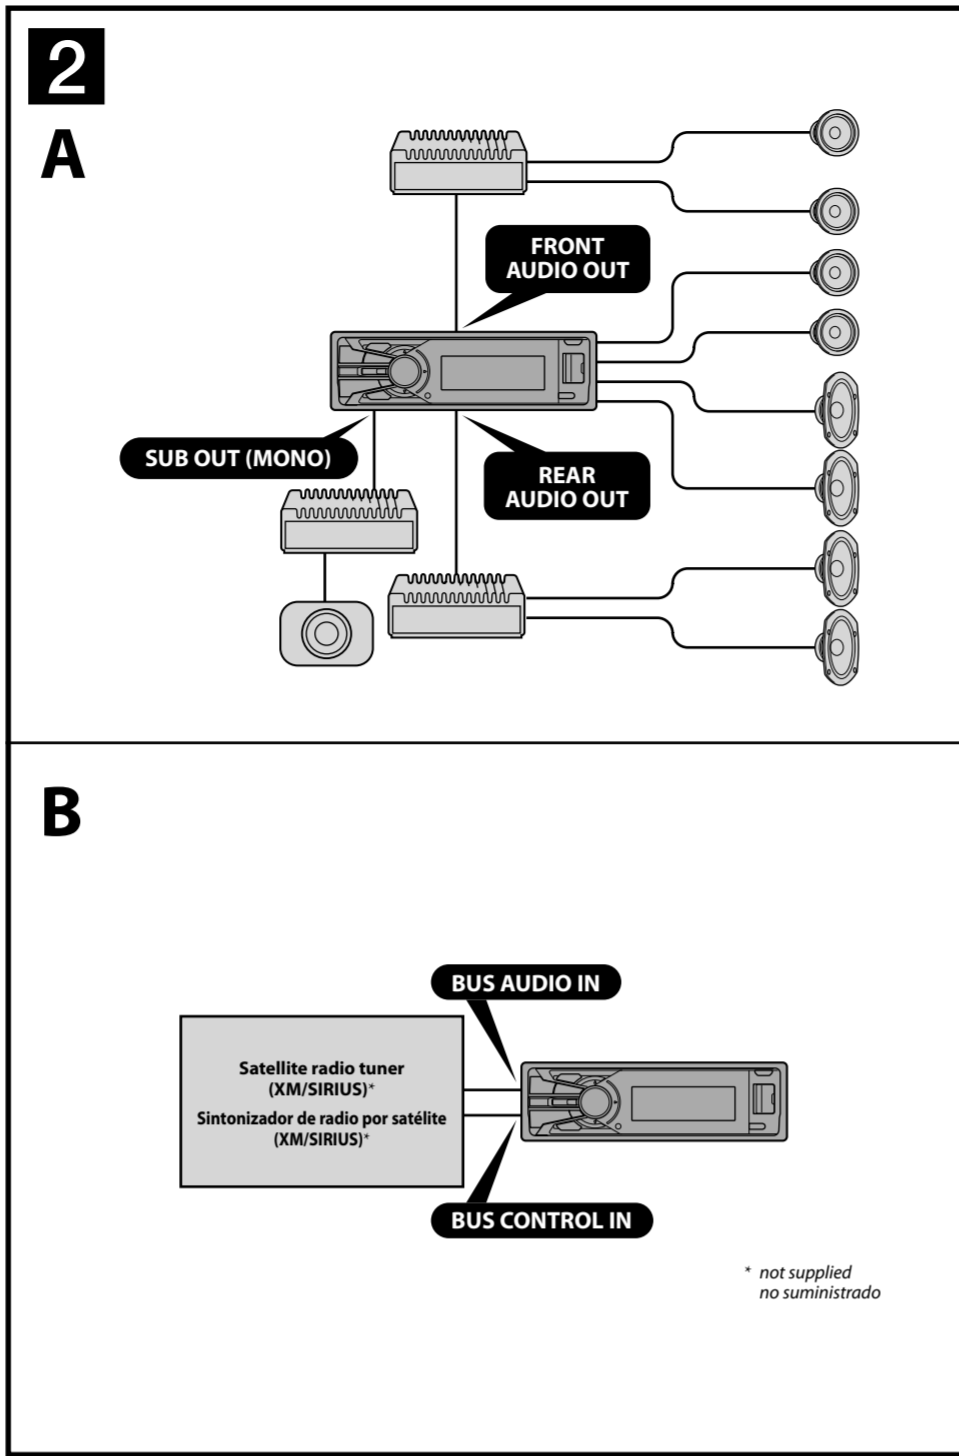 2
A
FRONT
AUDIO OUT
SUB OUT (MONO)
REAR
AUDIO OUT
B
BUS AUDIO IN
Satellite radio tuner
(XM/SIRIUS)*
Sintonizador de radio por satélite
(XM/SIRIUS)*
BUS CONTROL IN
* not supplied
no suministrado